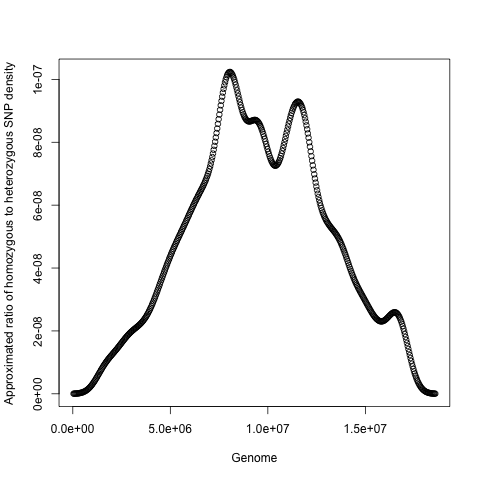 Approximated ratio of homozygous to heterozygous SNP density
1e-07
8e-08
6e-08
4e-08
2e-08
0e+00
0.0e+00 5.0e+06 1.0e+07 1.5e+07
Genome